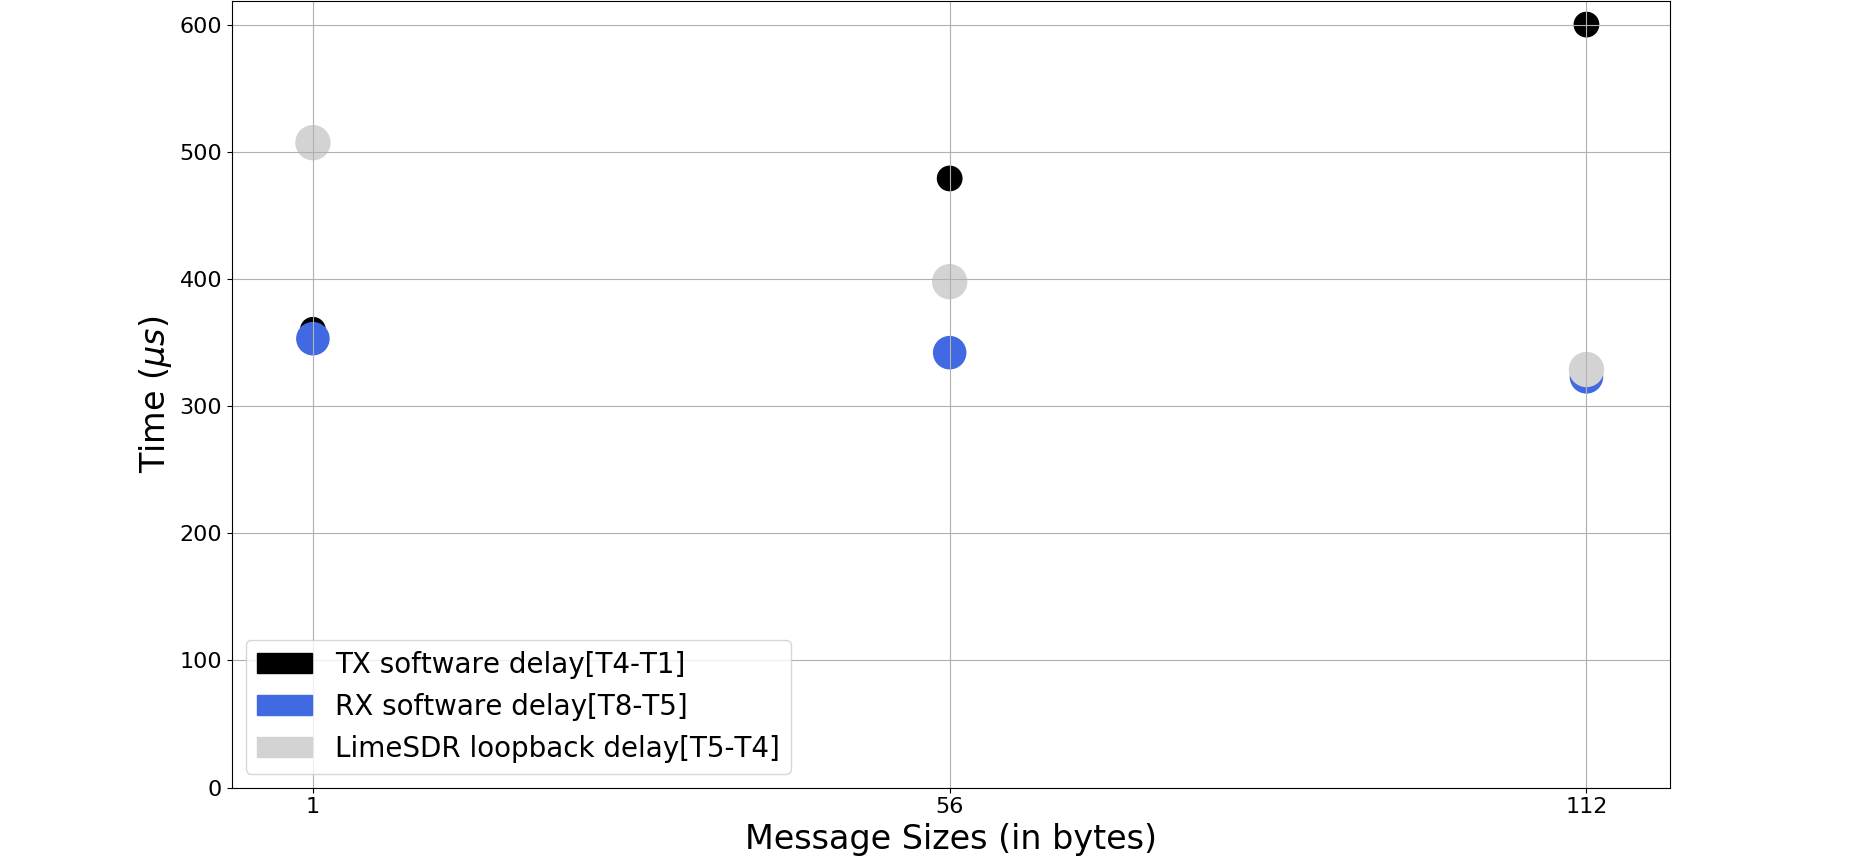 600
500
400
300
200
100
0
Time (μs)
TX software delay[T4-T1]
RX software delay[T8-T5]
LimeSDR loopback delay[T5-T4]
1 56 112
Message Sizes (in bytes)